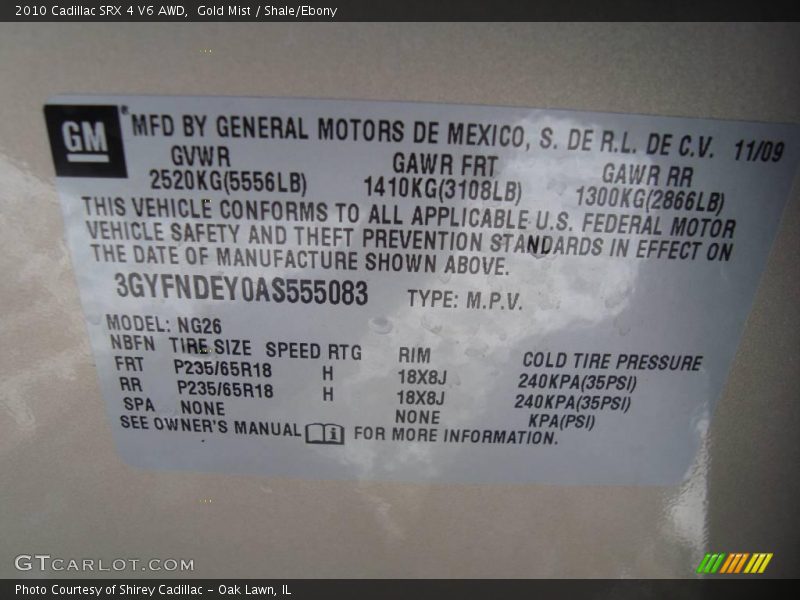 2010 Cadillac SRX 4 V6 AWD,  Gold Mist / Shale/Ebony
GM ® MFD BY GENERAL MOTORS DE MEXICO, S. DE R.L. DE C.V. 11/09
GVWR GAWR FRT GAWR RR
2520KG(5556LB) 1410KG(3108LB) 1300KG(2866LB)
THIS VEHICLE CONFORMS TO ALL APPLICABLE U.S. FEDERAL MOTOR
VEHICLE SAFETY AND THEFT PREVENTION STANDARDS IN EFFECT ON
THE DATE OF MANUFACTURE SHOWN ABOVE.
3GYFNDEY0AS555083 TYPE: M.P.V.
MODEL: NG26
NBFN TIRE SIZE SPEED RTG RIM COLD TIRE PRESSURE
FRT P235/65R18 H 18X8J 240KPA(35PSI)
RR P235/65R18 H 18X8J 240KPA(35PSI)
SPA NONE NONE KPA(PSI)
SEE OWNER'S MANUAL FOR MORE INFORMATION.
GTCARLOT.COM
Photo Courtesy of Shirey Cadillac - Oak Lawn, IL